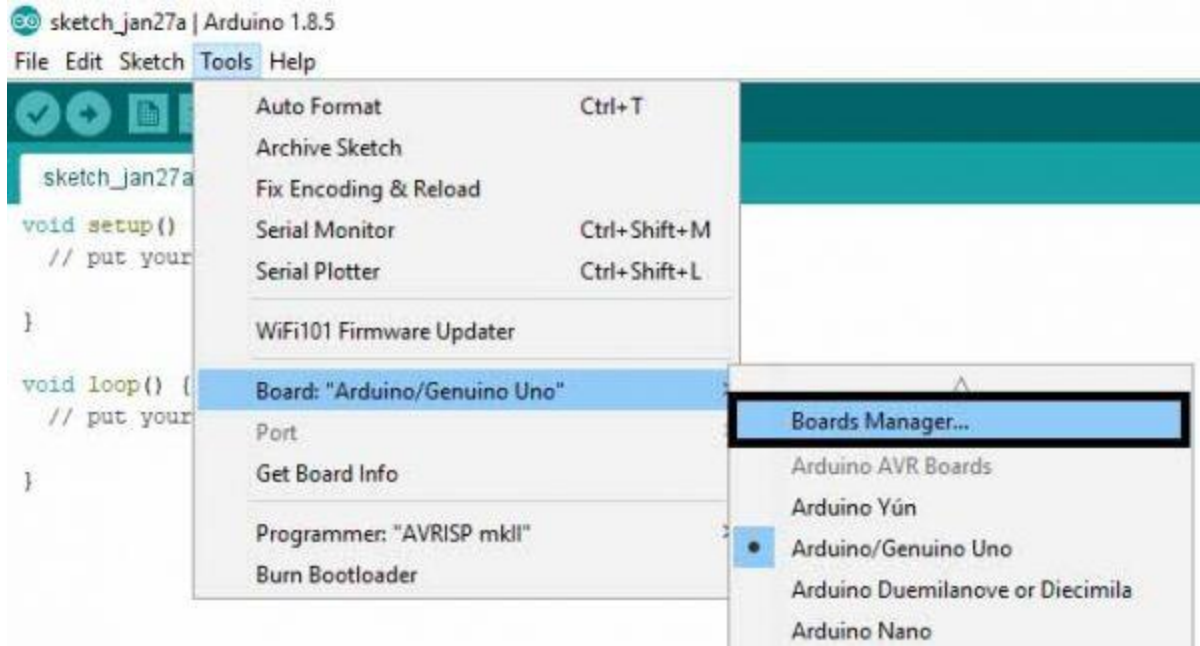 sketch_jan27a | Arduino 1.8.5
File Edit Sketch Tools Help
sketch_jan27a
void setup()
// put your
}
void loop() {
// put your
}
Auto Format Ctrl+T
Archive Sketch
Fix Encoding & Reload
Serial Monitor Ctrl+Shift+M
Serial Plotter Ctrl+Shift+L
WiFi101 Firmware Updater
Board: "Arduino/Genuino Uno"
Port
Get Board Info
Programmer: "AVRISP mkII"
Burn Bootloader
Boards Manager...
Arduino AVR Boards
Arduino Yún
Arduino/Genuino Uno
Arduino Duemilanove or Diecimila
Arduino Nano